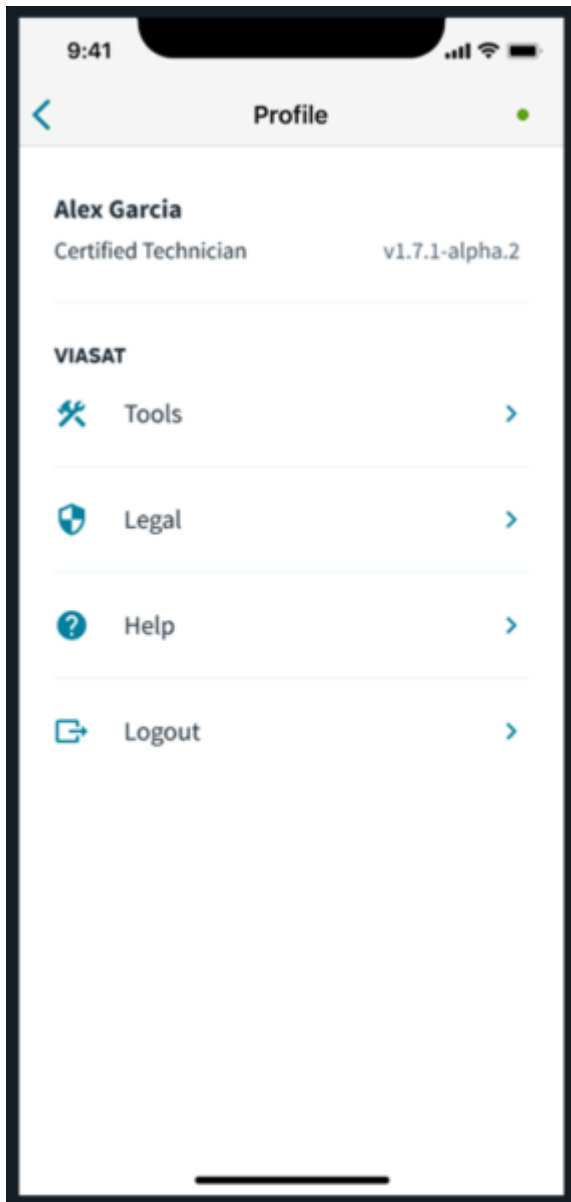 9:41
Profile
Alex Garcia
Certified Technician v1.7.1-alpha.2
VIASAT
Tools
Legal
Help
Logout